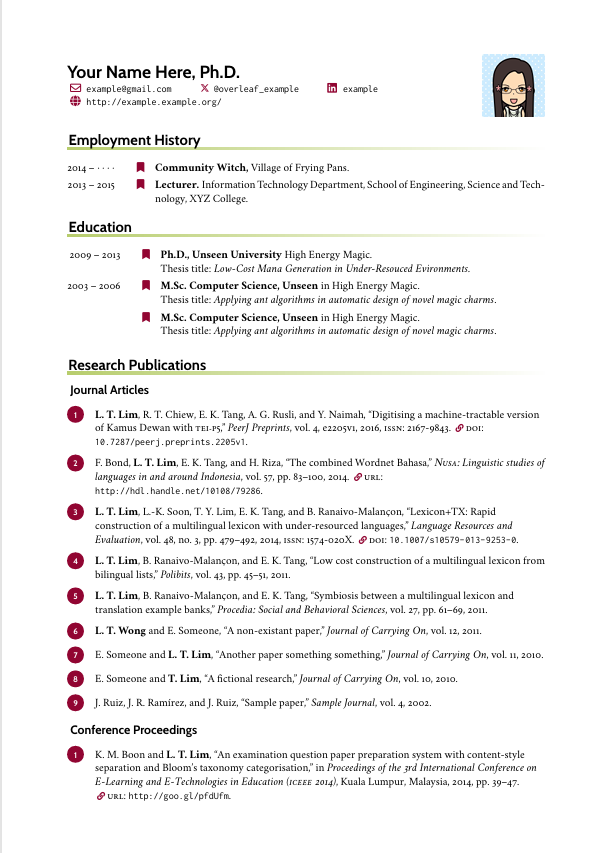 Your Name Here, Ph.D.
example@gmail.com @overleaf_example example
http://example.example.org/
Employment History
2014 – · · · · Community Witch, Village of Frying Pans.
2013 – 2015 Lecturer. Information Technology Department, School of Engineering, Science and Tech-
nology, XYZ College.
Education
2009 – 2013 Ph.D., Unseen University High Energy Magic.
Thesis title: Low-Cost Mana Generation in Under-Resouced Evironments.
2003 – 2006 M.Sc. Computer Science, Unseen in High Energy Magic.
Thesis title: Applying ant algorithms in automatic design of novel magic charms.
M.Sc. Computer Science, Unseen in High Energy Magic.
Thesis title: Applying ant algorithms in automatic design of novel magic charms.
Research Publications
Journal Articles
1 L. T. Lim, R. T. Chiew, E. K. Tang, A. G. Rusli, and Y. Naimah, “Digitising a machine-tractable version
of Kamus Dewan with TEI-P5,” PeerJ Preprints, vol. 4, e2205v1, 2016, ISSN: 2167-9843. DOI:
10.7287/peerj.preprints.2205v1.
2 F. Bond, L. T. Lim, E. K. Tang, and H. Riza, “The combined Wordnet Bahasa,” NUSA: Linguistic studies of
languages in and around Indonesia, vol. 57, pp. 83–100, 2014. URL:
http://hdl.handle.net/10108/79286.
3 L. T. Lim, L.-K. Soon, T. Y. Lim, E. K. Tang, and B. Ranaivo-Malançon, “Lexicon+TX: Rapid
construction of a multilingual lexicon with under-resourced languages,” Language Resources and
Evaluation, vol. 48, no. 3, pp. 479–492, 2014, ISSN: 1574-020X. DOI: 10.1007/s10579-013-9253-0.
4 L. T. Lim, B. Ranaivo-Malançon, and E. K. Tang, “Low cost construction of a multilingual lexicon from
bilingual lists,” Polibits, vol. 43, pp. 45–51, 2011.
5 L. T. Lim, B. Ranaivo-Malançon, and E. K. Tang, “Symbiosis between a multilingual lexicon and
translation example banks,” Procedia: Social and Behavioral Sciences, vol. 27, pp. 61–69, 2011.
6 L. T. Wong and E. Someone, “A non-existant paper,” Journal of Carrying On, vol. 12, 2011.
7 E. Someone and L. T. Lim, “Another paper something something,” Journal of Carrying On, vol. 11, 2010.
8 E. Someone and T. Lim, “A fictional research,” Journal of Carrying On, vol. 10, 2010.
9 J. Ruiz, J. R. Ramírez, and J. Ruiz, “Sample paper,” Sample Journal, vol. 4, 2002.
Conference Proceedings
1 K. M. Boon and L. T. Lim, “An examination question paper preparation system with content-style
separation and Bloom’s taxonomy categorisation,” in Proceedings of the 3rd International Conference on
E-Learning and E-Technologies in Education (ICEEE 2014), Kuala Lumpur, Malaysia, 2014, pp. 39–47.
URL: http://goo.gl/pfdUfm.